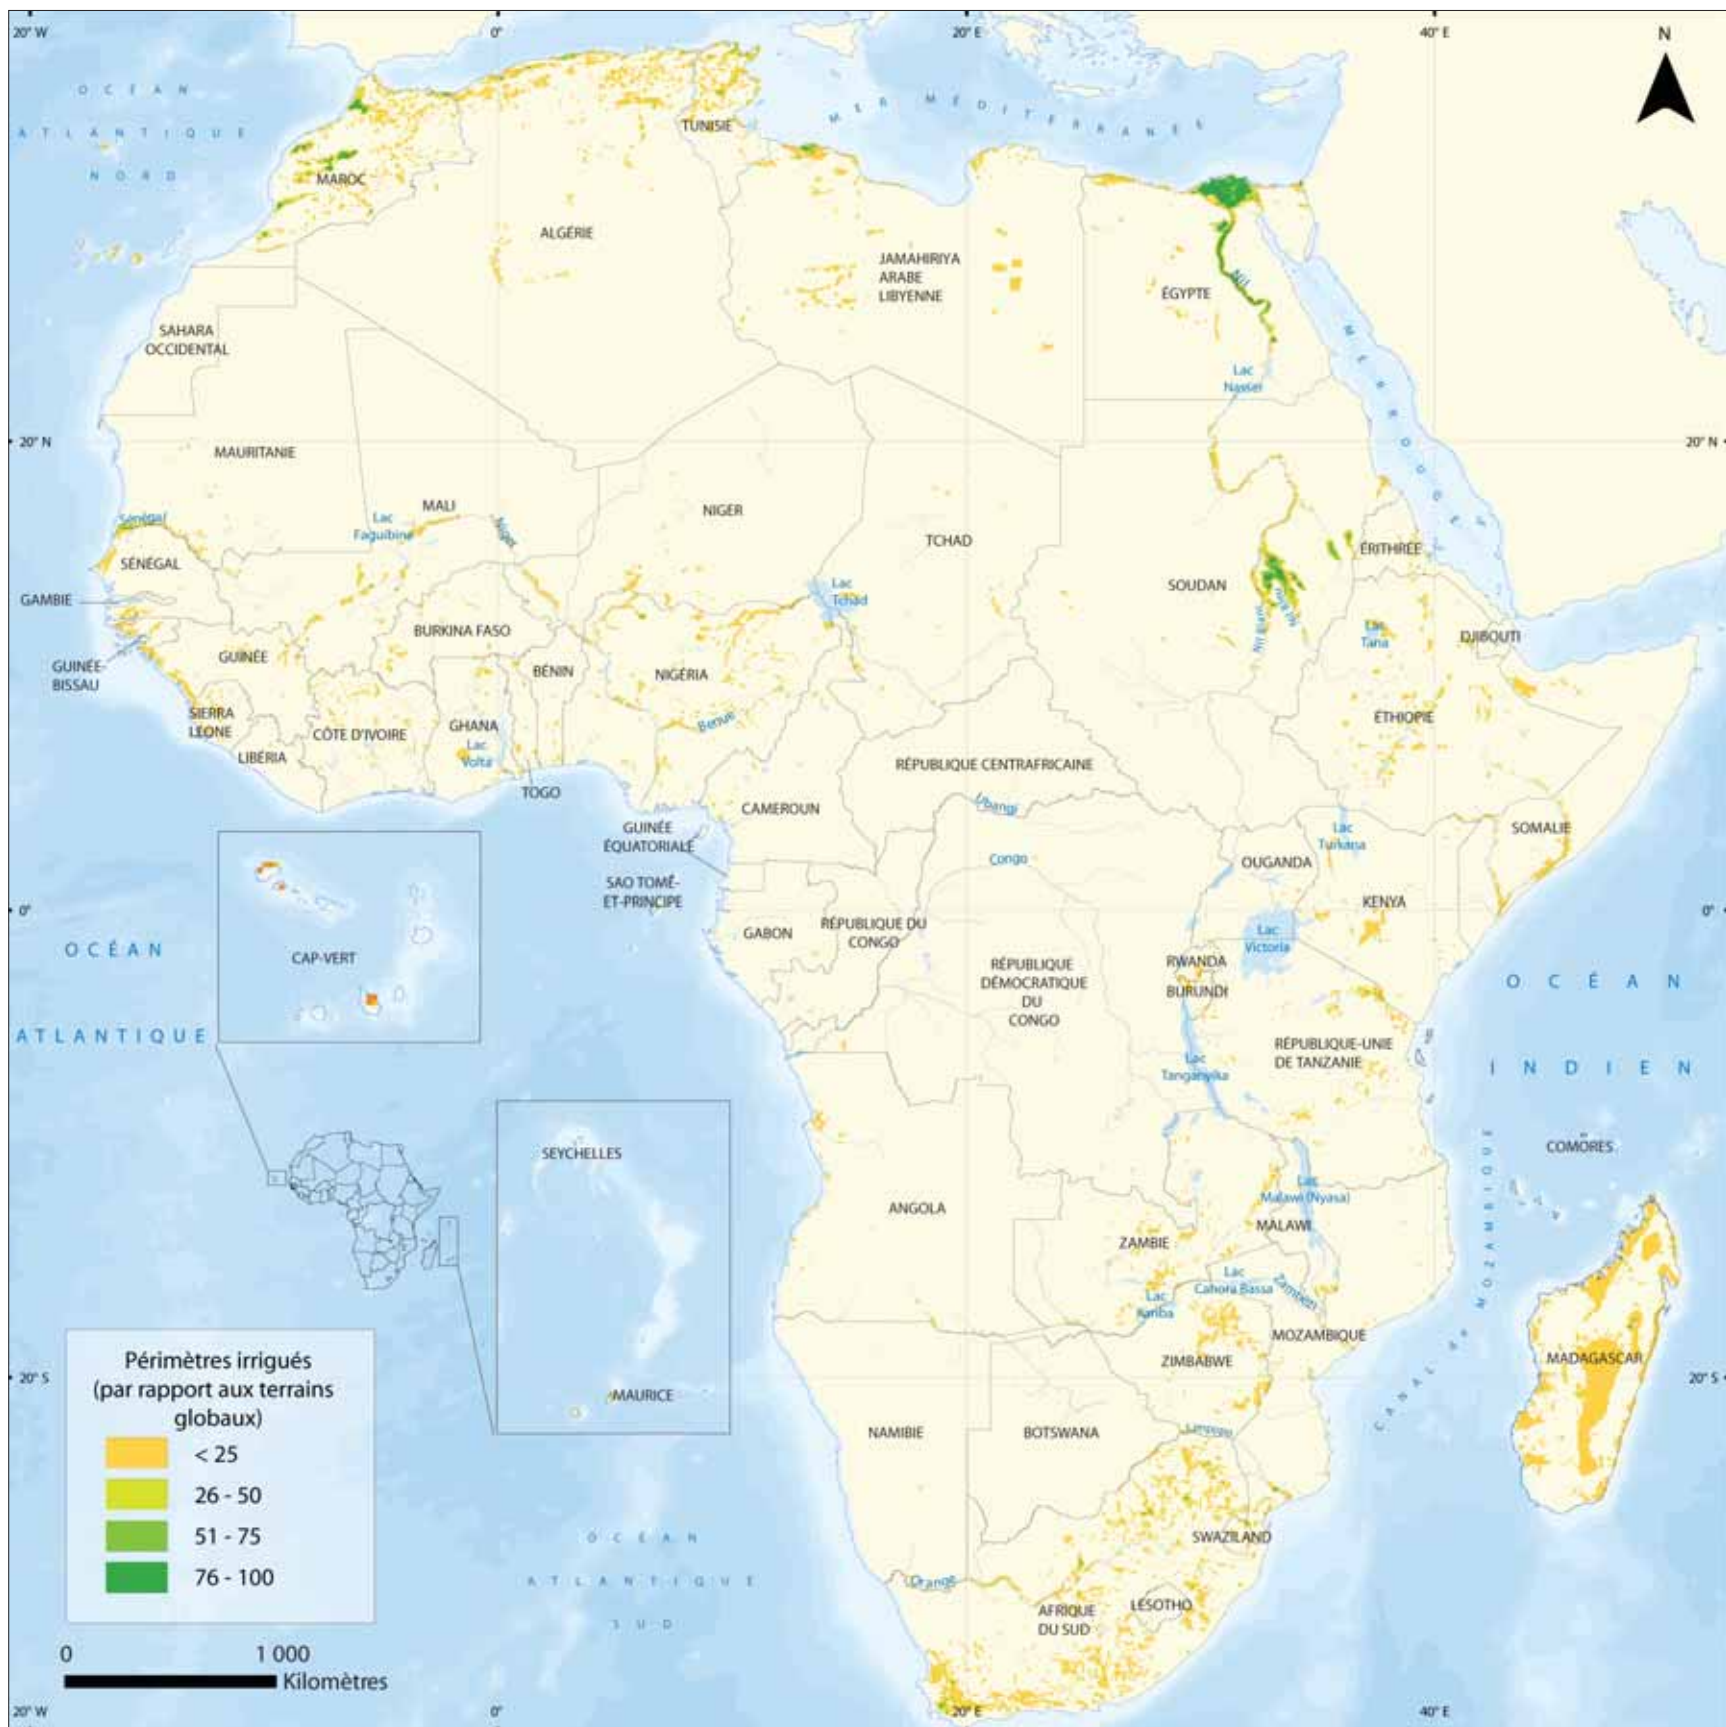 20° W
0°
20° E
40° E
N
OCÉAN
ATLANTIQUE
NORD
MER MÉDITERRANÉE
TUNISIE
MAROC
ALGÉRIE
JAMAHIRIYA
ARABE
LIBYENNE
Nil
ÉGYPTE
SAHARA
OCCIDENTAL
Lac
Nasser
MER ROUGE
20° N
20° N
MAURITANIE
MALI
NIGER
TCHAD
Sénégal
Lac
Faguibine
Niger
SÉNÉGAL
ÉRITHRÉE
SOUDAN
GAMBIE
Lac
Tchad
Nil Blanc
Nil Bleu
BURKINA FASO
Lac
Tana
DJIBOUTI
GUINÉE
GUINÉE-
BISSAU
BÉNIN
NIGÉRIA
SIERRA
LEONE
CÔTE D'IVOIRE
GHANA
Benue
ÉTHIOPIE
LIBÉRIA
Lac
Volta
RÉPUBLIQUE CENTRAFRICAINE
TOGO
CAMEROUN
Ubangi
GUINÉE
ÉQUATORIALE
Lac
Turkana
SOMALIE
Congo
OUGANDA
SAO TOMÉ-
ET-PRINCIPE
KENYA
0°
0°
GABON
RÉPUBLIQUE DU
CONGO
Lac
Victoria
OCÉAN
ATLANTIQUE
CAP-VERT
RWANDA
BURUNDI
RÉPUBLIQUE
DÉMOCRATIQUE
DU
CONGO
OCÉAN
INDIEN
RÉPUBLIQUE-UNIE
DE TANZANIE
Lac
Tanganyika
SEYCHELLES
COMORES
Lac
Malawi (Nyasa)
ANGOLA
MALAWI
ZAMBIE
CANAL de MOZAMBIQUE
Lac
Cahora Bassa
Zambezi
Lac
Kariba
MOZAMBIQUE
ZIMBABWE
MADAGASCAR
20° S
20° S
MAURICE
NAMIBIE
BOTSWANA
Limpopo
Périmètres irrigués
(par rapport aux terrains
globaux)
< 25
26 - 50
51 - 75
76 - 100
OCÉAN
ATLANTIQUE
SUD
SWAZILAND
Orange
AFRIQUE
DU SUD
LESOTHO
0
1 000
Kilomètres
20° W
0°
20° E
40° E